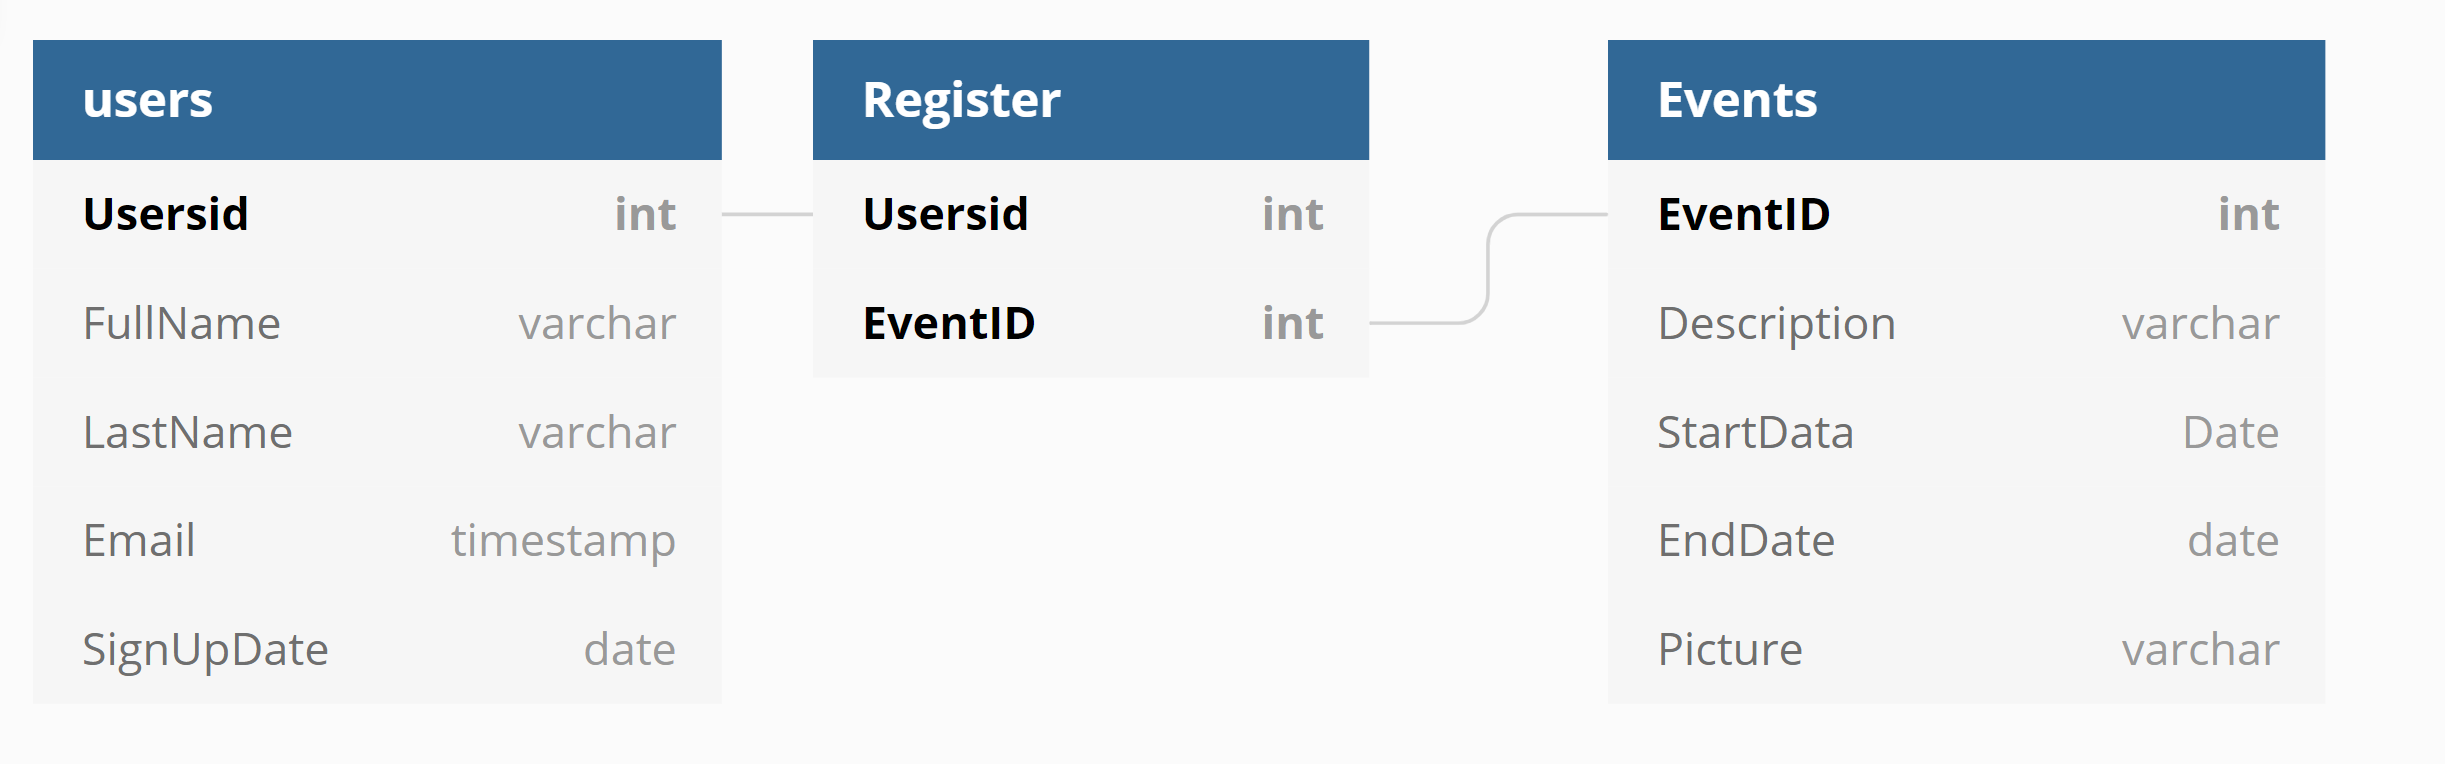 users
Usersid int
FullName varchar
LastName varchar
Email timestamp
SignUpDate date
Register
Usersid int
EventID int
Events
EventID int
Description varchar
StartData Date
EndDate date
Picture varchar